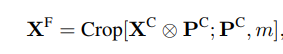 X^F = Crop[X^C ⊗ P^C; P^C, m],